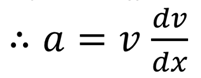 ∴ a = v dv/dx